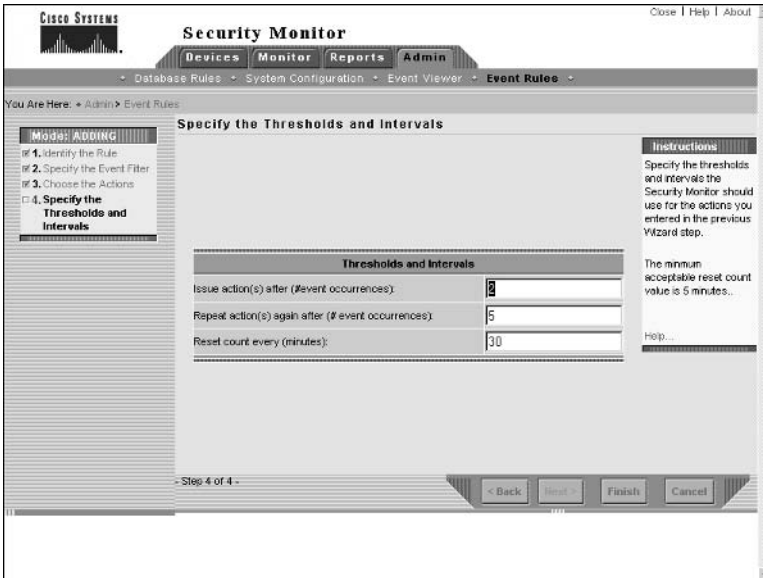 Close | Help | About
CISCO SYSTEMS
Security Monitor
Devices Monitor Reports Admin
Database Rules System Configuration Event Viewer Event Rules
You Are Here: Admin > Event Rules
Mode: ADDING
1. Identify the Rule
2. Specify the Event Filter
3. Choose the Actions
4. Specify the
Thresholds and
Intervals
Specify the Thresholds and Intervals
Thresholds and Intervals
Issue action(s) after (#event occurrences):
2
Repeat action(s) again after (# event occurrences):
5
Reset count every (minutes):
30
Instructions
Specify the thresholds
and intervals the
Security Monitor should
use for the actions you
entered in the previous
Wizard step.
The minmum
acceptable reset count
value is 5 minutes..
Help...
- Step 4 of 4 -
< Back Next > Finish Cancel